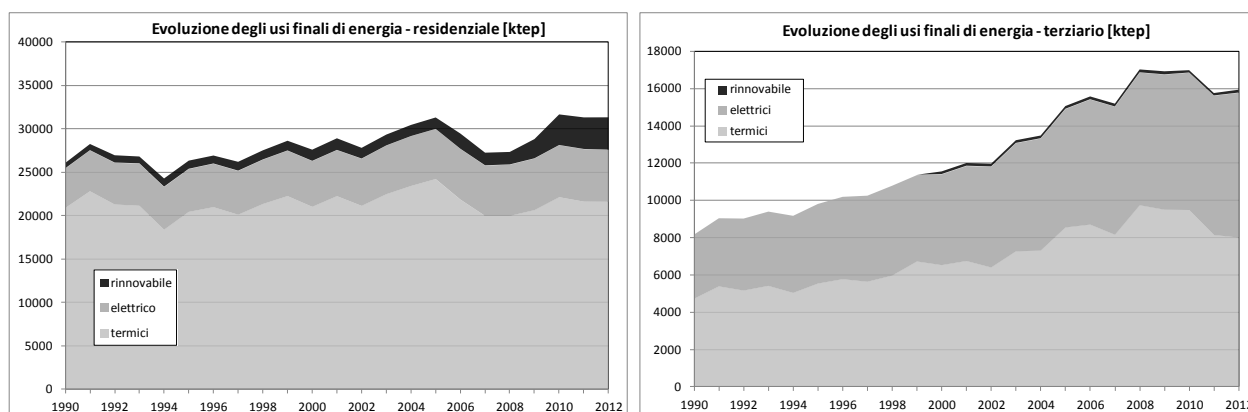 Evoluzione degli usi finali di energia - residenziale [ktep]
40000
35000
30000
25000
20000
15000
10000
5000
0
rinnovabile
elettrico
termici
1990 1992 1994 1996 1998 2000 2002 2004 2006 2008 2010 2012
Evoluzione degli usi finali di energia - terziario [ktep]
18000
16000
14000
12000
10000
8000
6000
4000
2000
0
rinnovabile
elettrici
termici
1990 1992 1994 1996 1998 2000 2002 2004 2006 2008 2010 2012